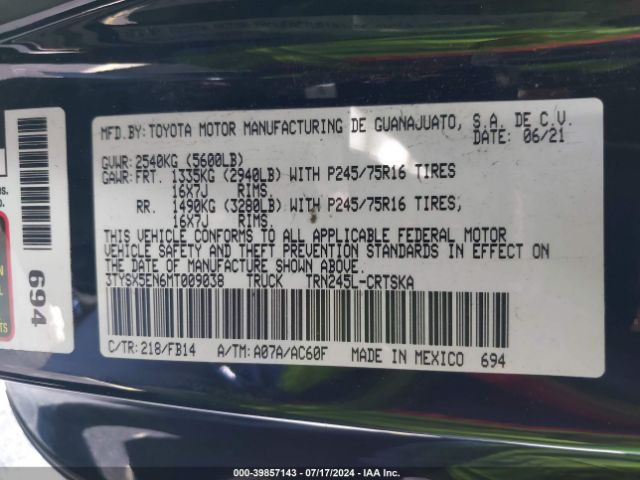 MFD.BY:TOYOTA MOTOR MANUFACTURING DE GUANAJUATO, S.A. DE C.V.
DATE: 06/21
GVWR: 2540KG (5600LB)
GAWR: FRT. 1335KG (2940LB) WITH P245/75R16 TIRES
16X7J RIMS.
RR. 1490KG (3280LB) WITH P245/75R16 TIRES,
16X7J RIMS.
THIS VEHICLE CONFORMS TO ALL APPLICABLE FEDERAL MOTOR
VEHICLE SAFETY AND THEFT PREVENTION STANDARDS IN EFFECT ON
THE DATE OF MANUFACTURE SHOWN ABOVE.
3TYSX5EN6MT009038 TRUCK TRN245L-CRTSKA
C/TR:218/FB14 A/TM:A07A/AC60F MADE IN MEXICO 694
694
000-39857143 - 07/17/2024 - IAA Inc.